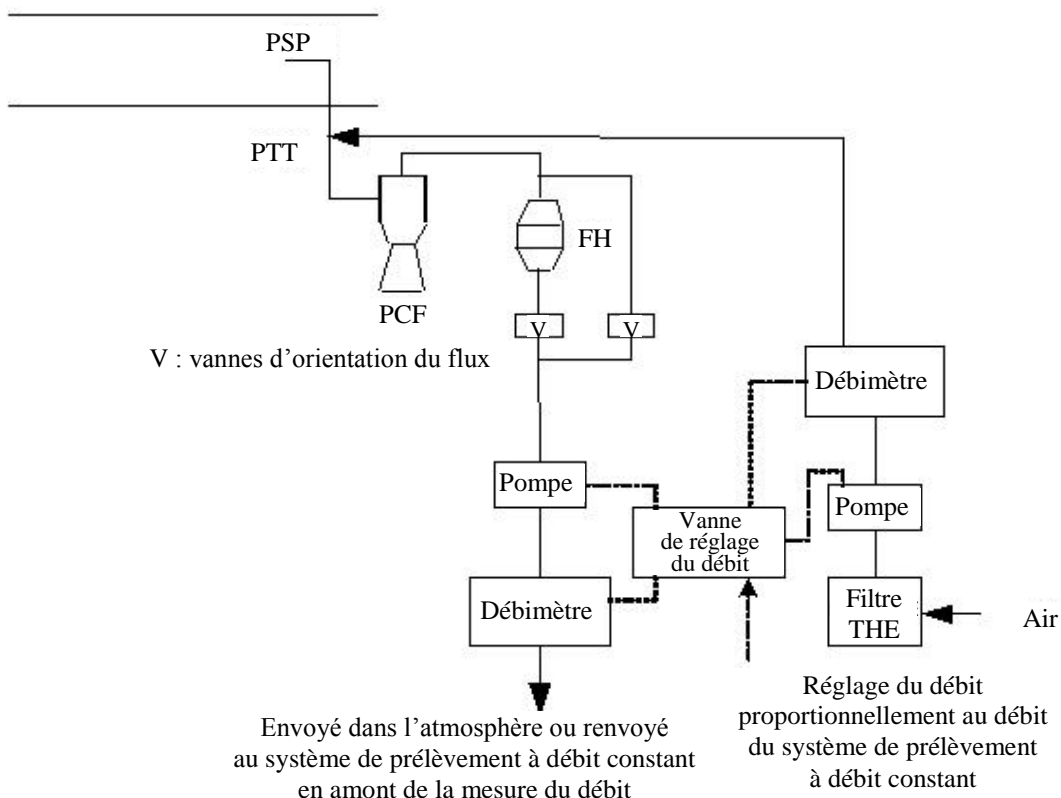 PSP
PTT
FH
PCF
V
V
V : vannes d’orientation du flux
Débimètre
Pompe
Pompe
Vanne
de réglage
du débit
Débimètre
Filtre
THE
Air
Envoyé dans l’atmosphère ou renvoyé
au système de prélèvement à débit constant
en amont de la mesure du débit
Réglage du débit
proportionnellement au débit
du système de prélèvement
à débit constant